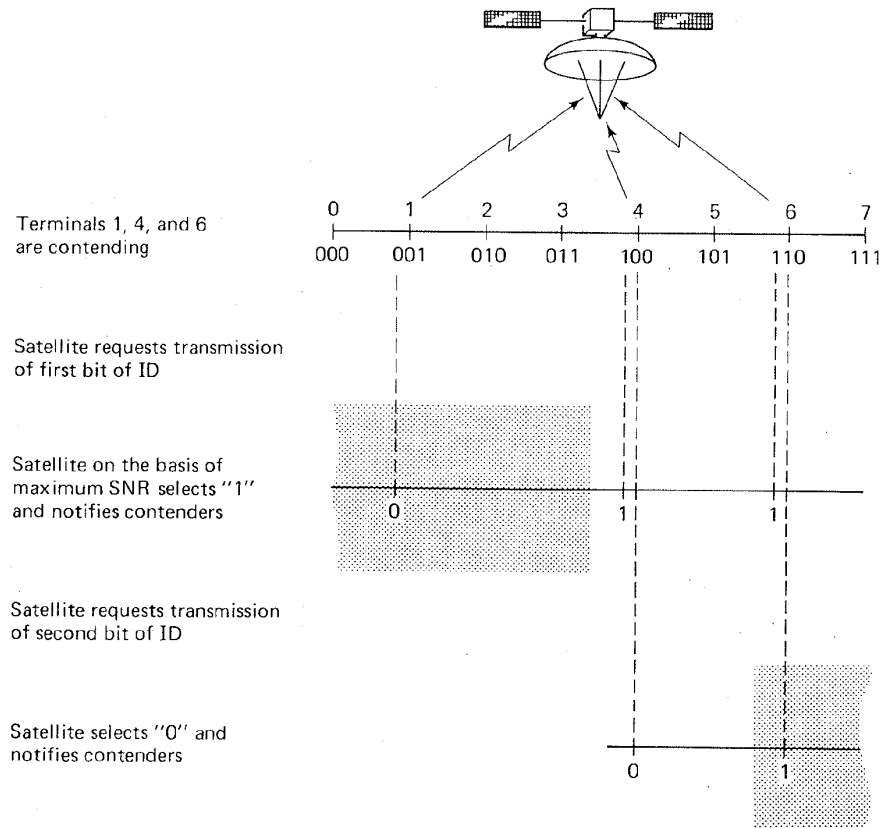 0 1 2 3 4 5 6 7
Terminals 1, 4, and 6
are contending
000 001 010 011 100 101 110 111
Satellite requests transmission
of first bit of ID
Satellite on the basis of
maximum SNR selects "1"
and notifies contenders
0 1 1
Satellite requests transmission
of second bit of ID
Satellite selects "0" and
notifies contenders
0 1